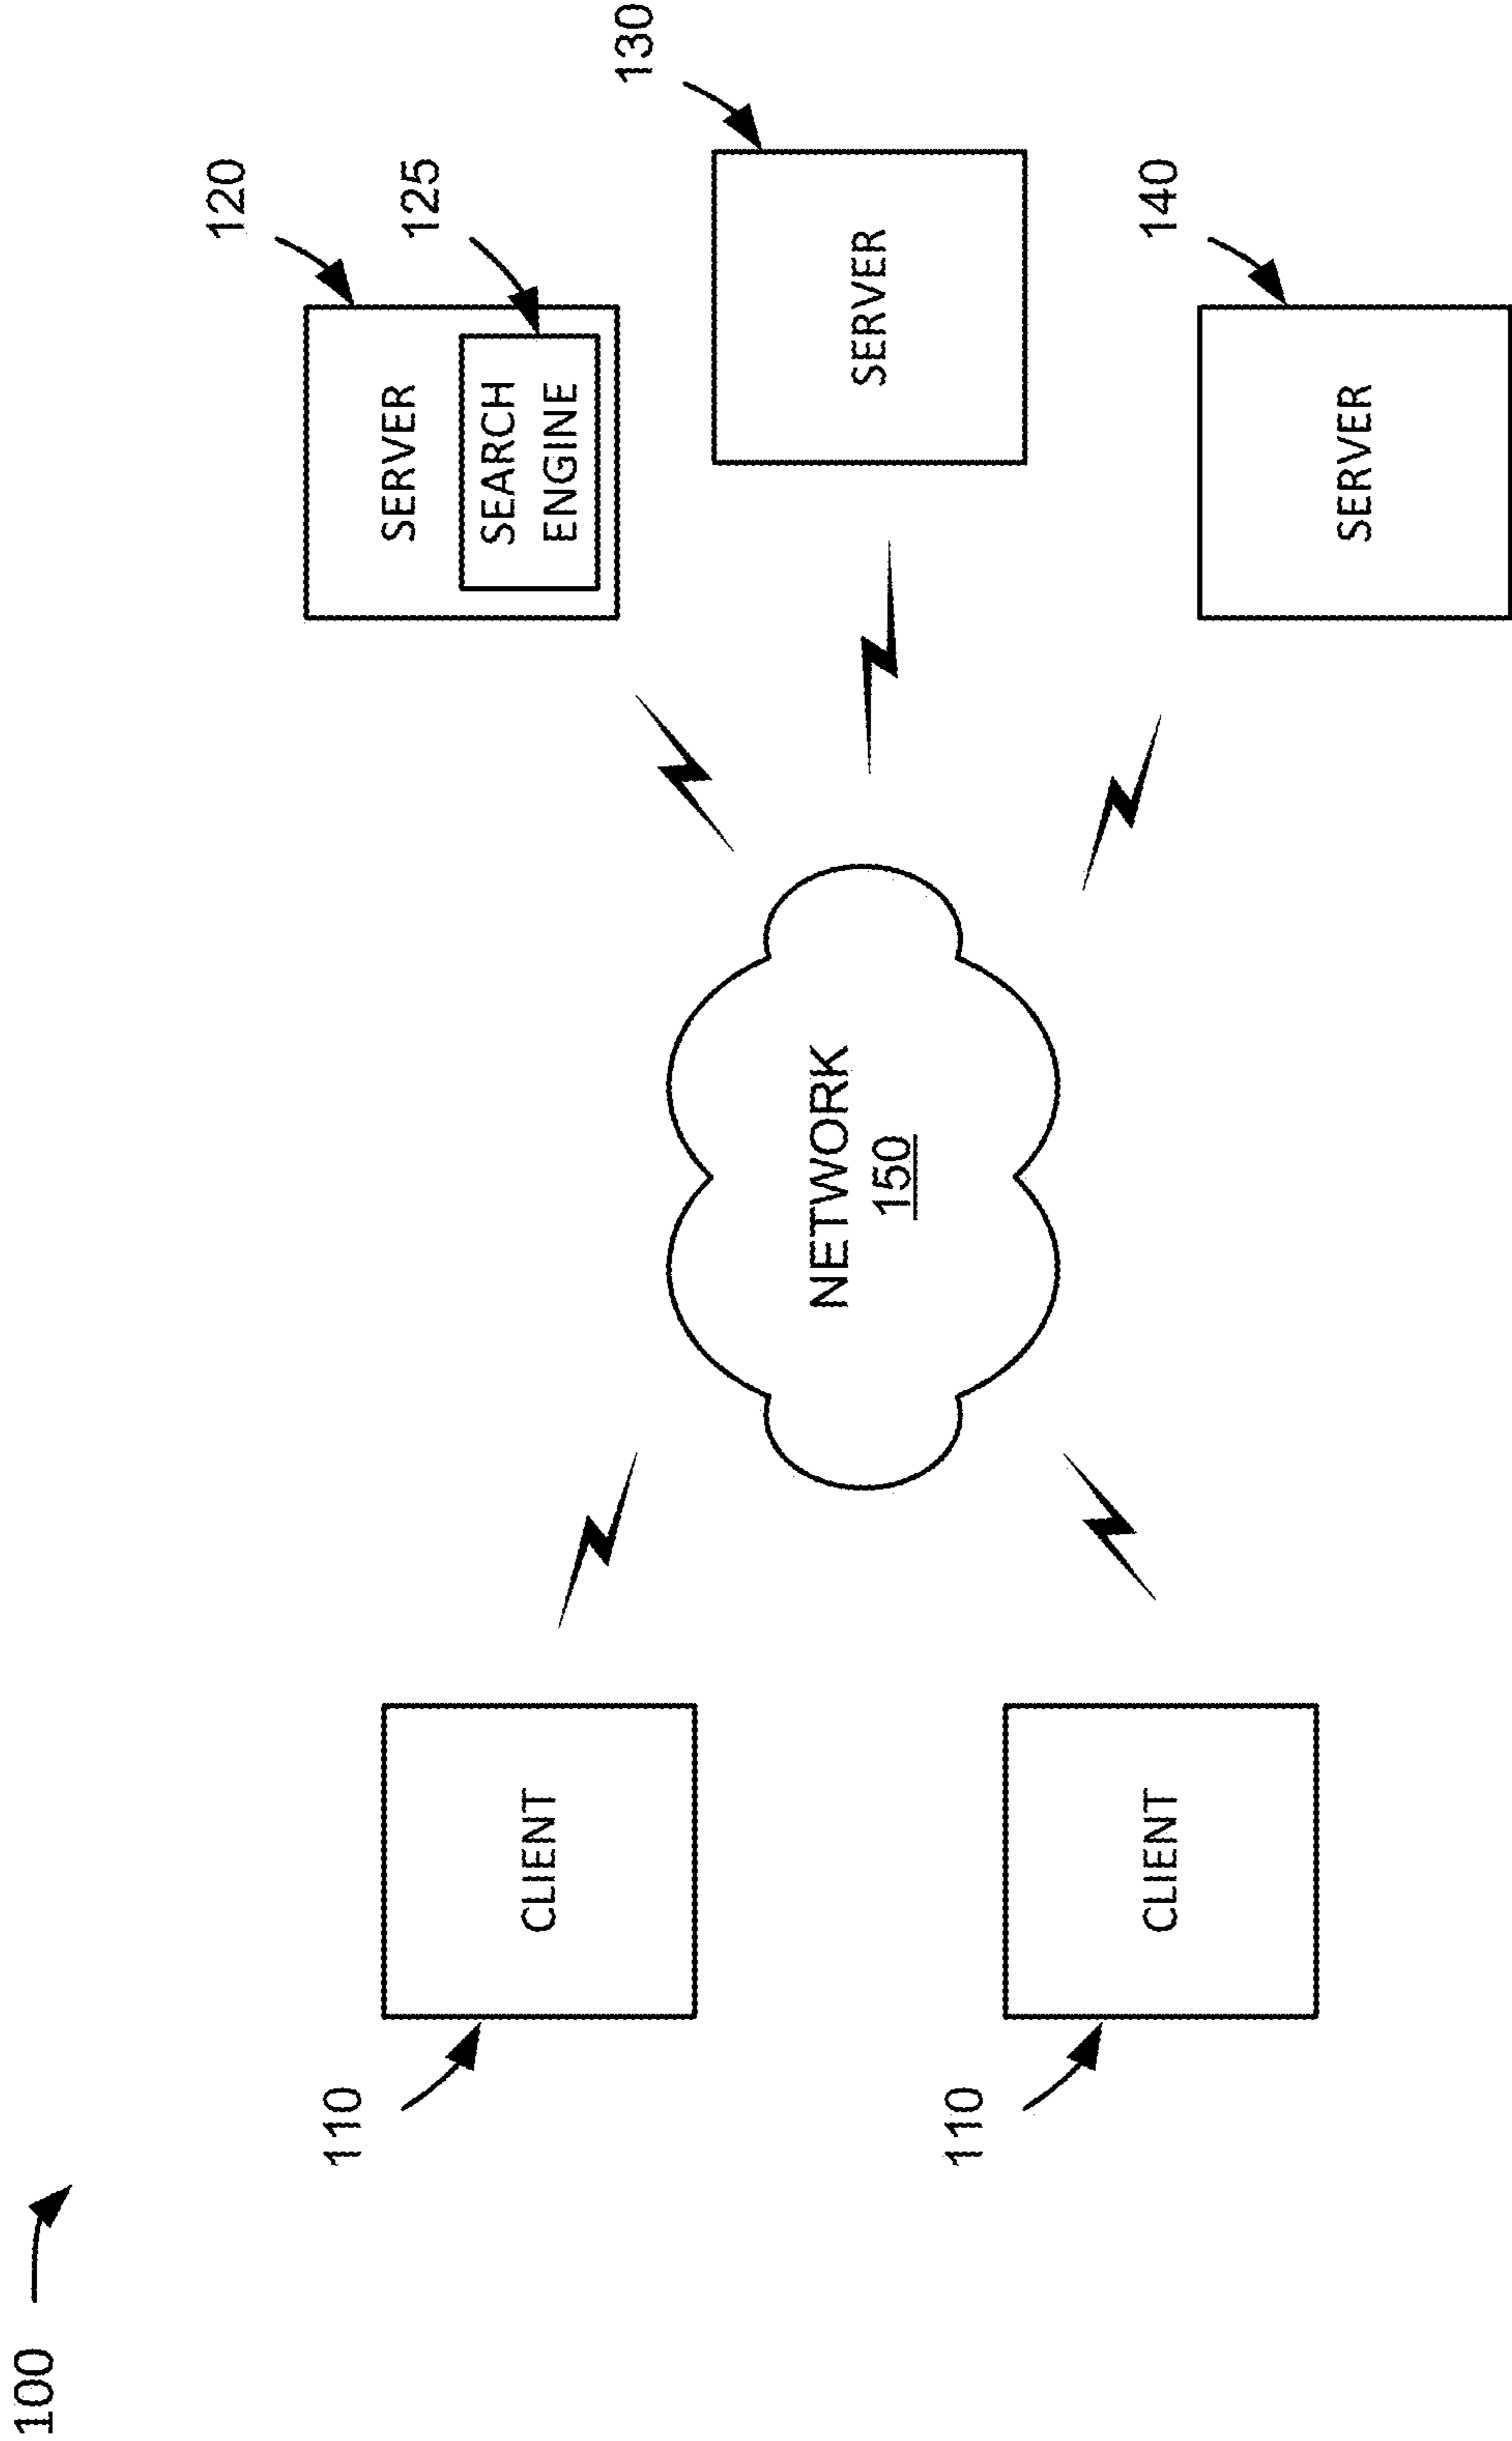 100
110
CLIENT
110
CLIENT
NETWORK
150
120
SERVER
125
SEARCH
ENGINE
130
SERVER
140
SERVER